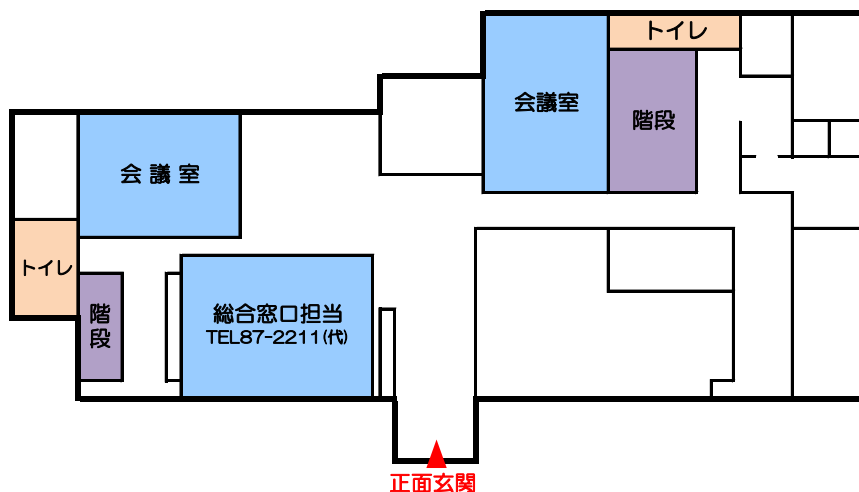 トイレ
会議室
階段
会議室
トイレ
階段
総合窓口担当
TEL87-2211(代)
正面玄関